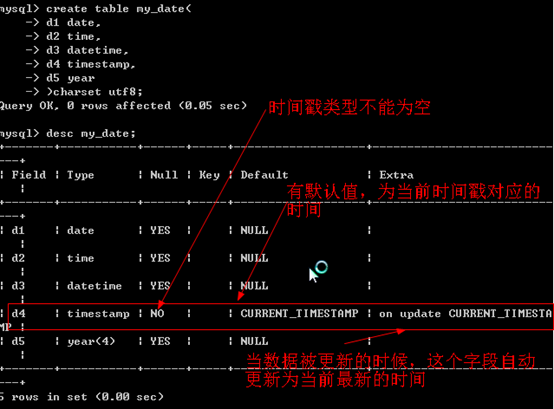 mysql> create table my_date(
-> d1 date,
-> d2 time,
-> d3 datetime,
-> d4 timestamp,
-> d5 year
-> )charset utf8;
Query OK, 0 rows affected (0.05 sec)
时间戳类型不能为空
mysql> desc my_date;
+-------+-----------+------+-----+-------------------+-----------------------------+
| Field | Type | Null | Key | Default | Extra |
有默认值，为当前时间戳对应的
时间
+-------+-----------+------+-----+-------------------+-----------------------------+
| d1 | date | YES | | NULL | |
| d2 | time | YES | | NULL | |
| d3 | datetime | YES | | NULL | |
| d4 | timestamp | NO | | CURRENT_TIMESTAMP | on update CURRENT_TIMESTA
MP |
| d5 | year(4) | YES | | NULL | |
当数据被更新的时候，这个字段自动
更新为当前最新的时间
+-------+-----------+------+-----+-------------------+-----------------------------+
5 rows in set (0.00 sec)